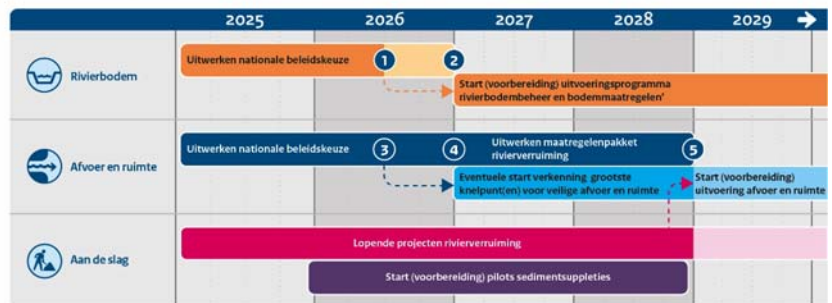 2025 2026 2027 2028 2029
Rivierbodem
Uitwerken nationale beleidskeuze
1
2
Start (voorbereiding) uitvoeringsprogramma
rivierbodembeheer en bodemmaatregelen'
Afvoer en ruimte
Uitwerken nationale beleidskeuze
3
4
Uitwerken maatregelenpakket
rivierverruiming
5
Eventuele start verkenning grootste
knelpunt(en) voor veilige afvoer en ruimte
Start (voorbereiding)
uitvoering afvoer en ruimte
Aan de slag
Lopende projecten rivierverruiming
Start (voorbereiding) pilots sedimentsuppleties